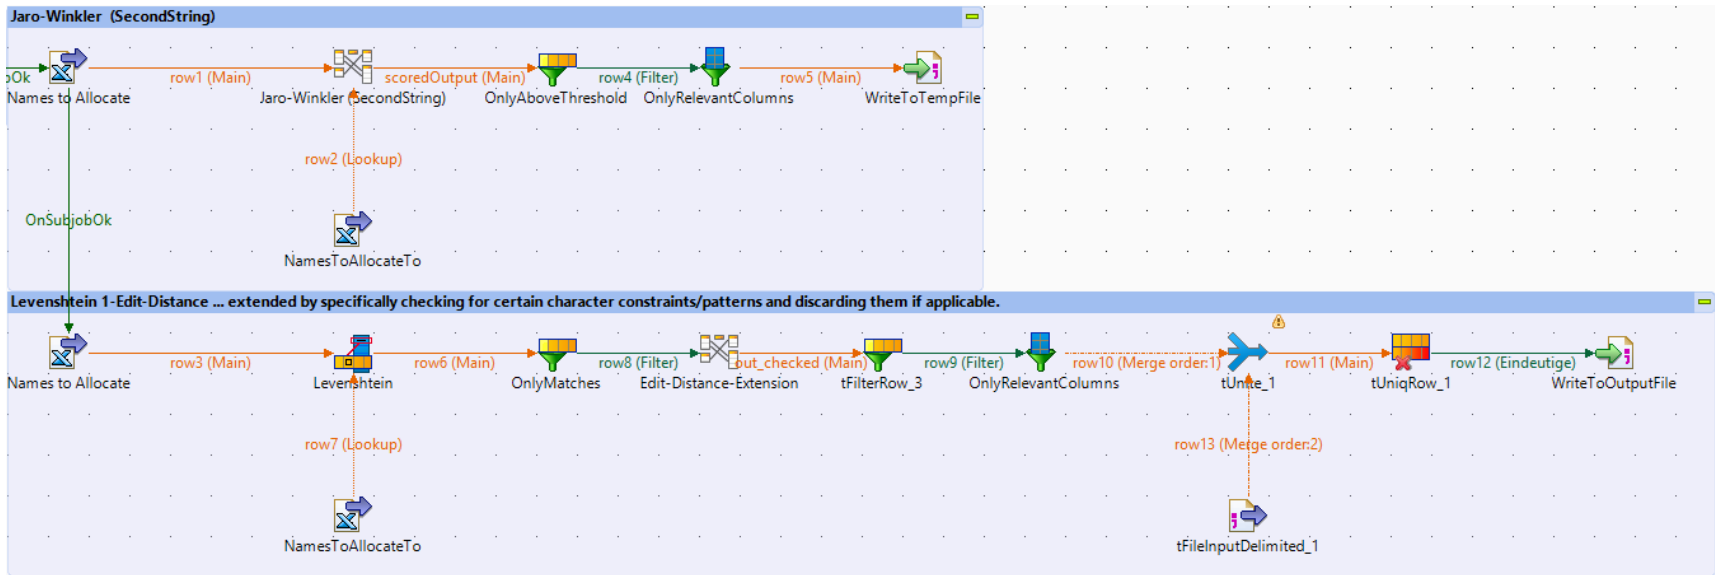 Jaro-Winkler (SecondString)
Ok
row1 (Main)
scoredOutput (Main)
row4 (Filter)
row5 (Main)
Names to Allocate
Jaro-Winkler (SecondString)
OnlyAboveThreshold
OnlyRelevantColumns
WriteToTempFile
row2 (Lookup)
OnSubjobOk
NamesToAllocateTo
Levenshtein 1-Edit-Distance ... extended by specifically checking for certain character constraints/patterns and discarding them if applicable.
row3 (Main)
row6 (Main)
row8 (Filter)
out_checked (Main)
row9 (Filter)
row10 (Merge order:1)
row11 (Main)
row12 (Eindeutige)
Names to Allocate
Levenshtein
OnlyMatches
Edit-Distance-Extension
tFilterRow_3
OnlyRelevantColumns
tUnite_1
tUniqRow_1
WriteToOutputFile
row7 (Lookup)
row13 (Merge order:2)
NamesToAllocateTo
tFileInputDelimited_1